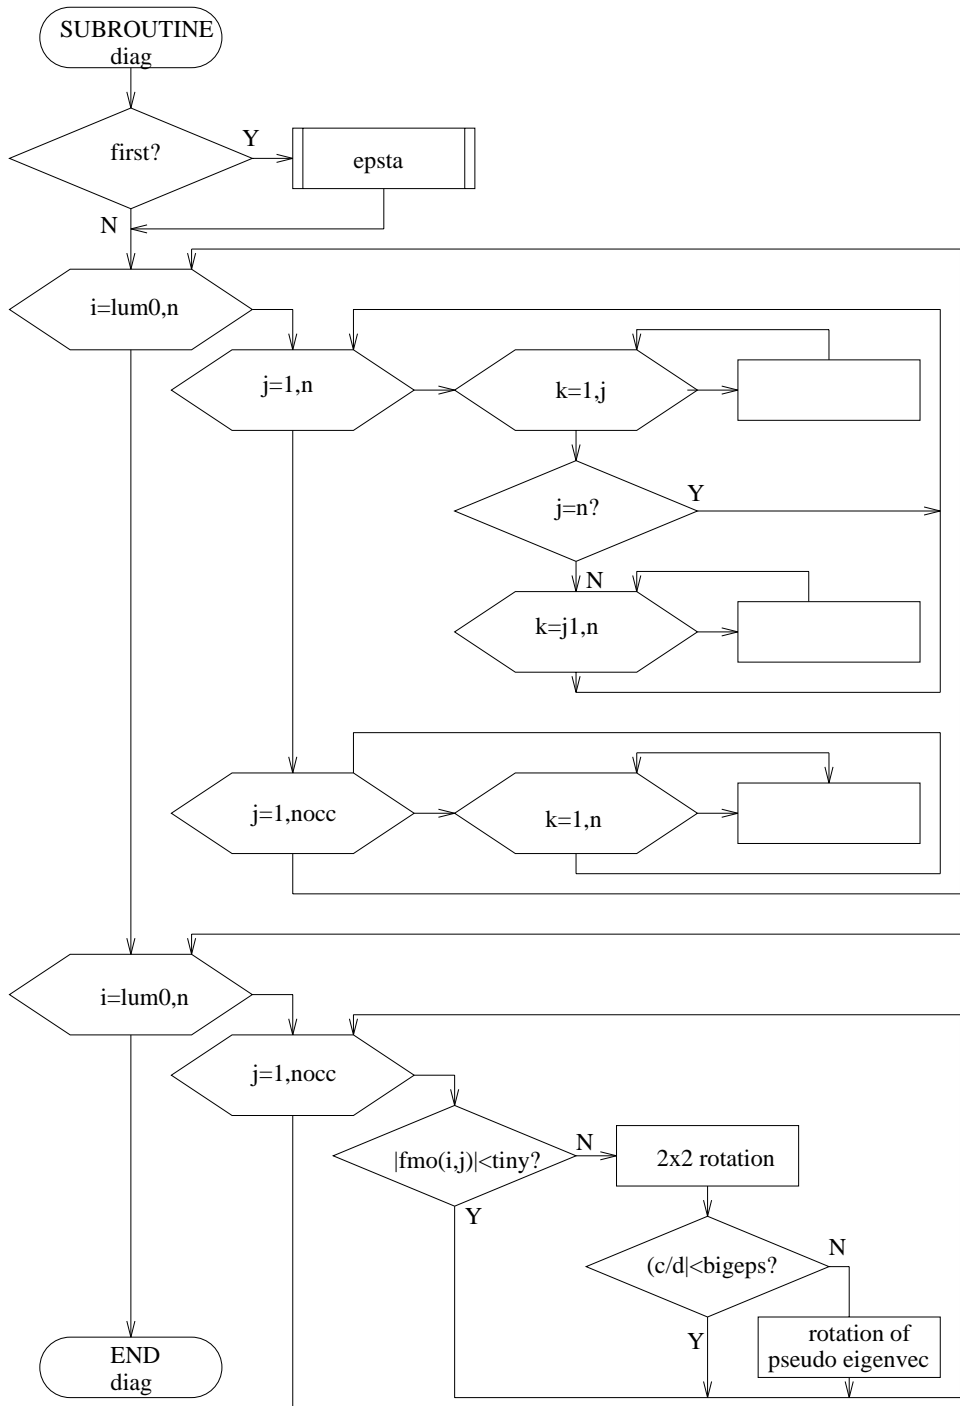 SUBROUTINE
diag
first?
Y
epsta
N
i=lum0,n
j=1,n
k=1,j
j=n?
Y
N
k=j1,n
j=1,nocc
k=1,n
i=lum0,n
j=1,nocc
|fmo(i,j)|<tiny?
N
2x2 rotation
Y
(c/d|<bigeps?
N
Y
rotation of
pseudo eigenvec
END
diag